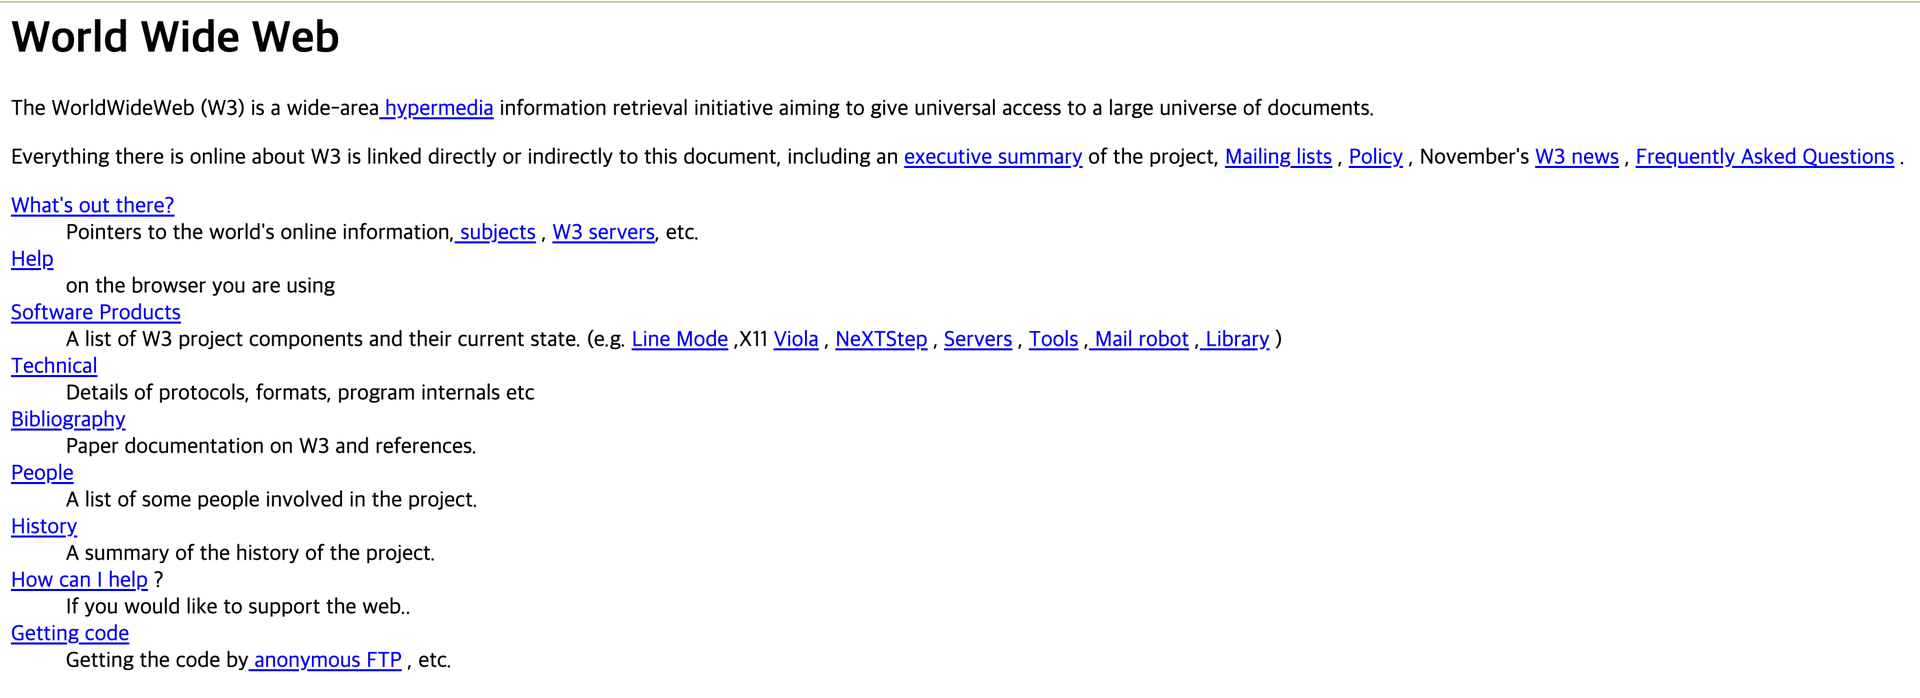 World Wide Web
The WorldWideWeb (W3) is a wide-area hypermedia information retrieval initiative aiming to give universal access to a large universe of documents.
Everything there is online about W3 is linked directly or indirectly to this document, including an executive summary of the project, Mailing lists , Policy , November's W3 news , Frequently Asked Questions .
What's out there?
Pointers to the world's online information, subjects , W3 servers, etc.
Help
on the browser you are using
Software Products
A list of W3 project components and their current state. (e.g. Line Mode ,X11 Viola , NeXTStep , Servers , Tools , Mail robot , Library )
Technical
Details of protocols, formats, program internals etc
Bibliography
Paper documentation on W3 and references.
People
A list of some people involved in the project.
History
A summary of the history of the project.
How can I help ?
If you would like to support the web..
Getting code
Getting the code by anonymous FTP , etc.